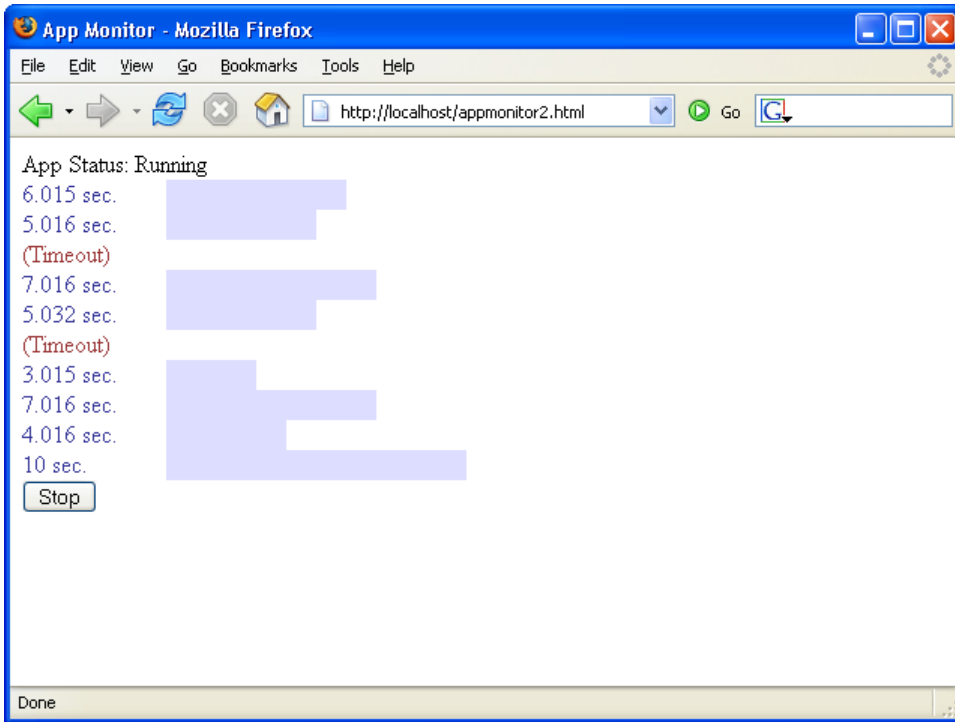 App Monitor - Mozilla Firefox
File Edit View Go Bookmarks Tools Help
http://localhost/appmonitor2.html Go G
App Status: Running
6.015 sec.
5.016 sec.
(Timeout)
7.016 sec.
5.032 sec.
(Timeout)
3.015 sec.
7.016 sec.
4.016 sec.
10 sec.
Stop
Done